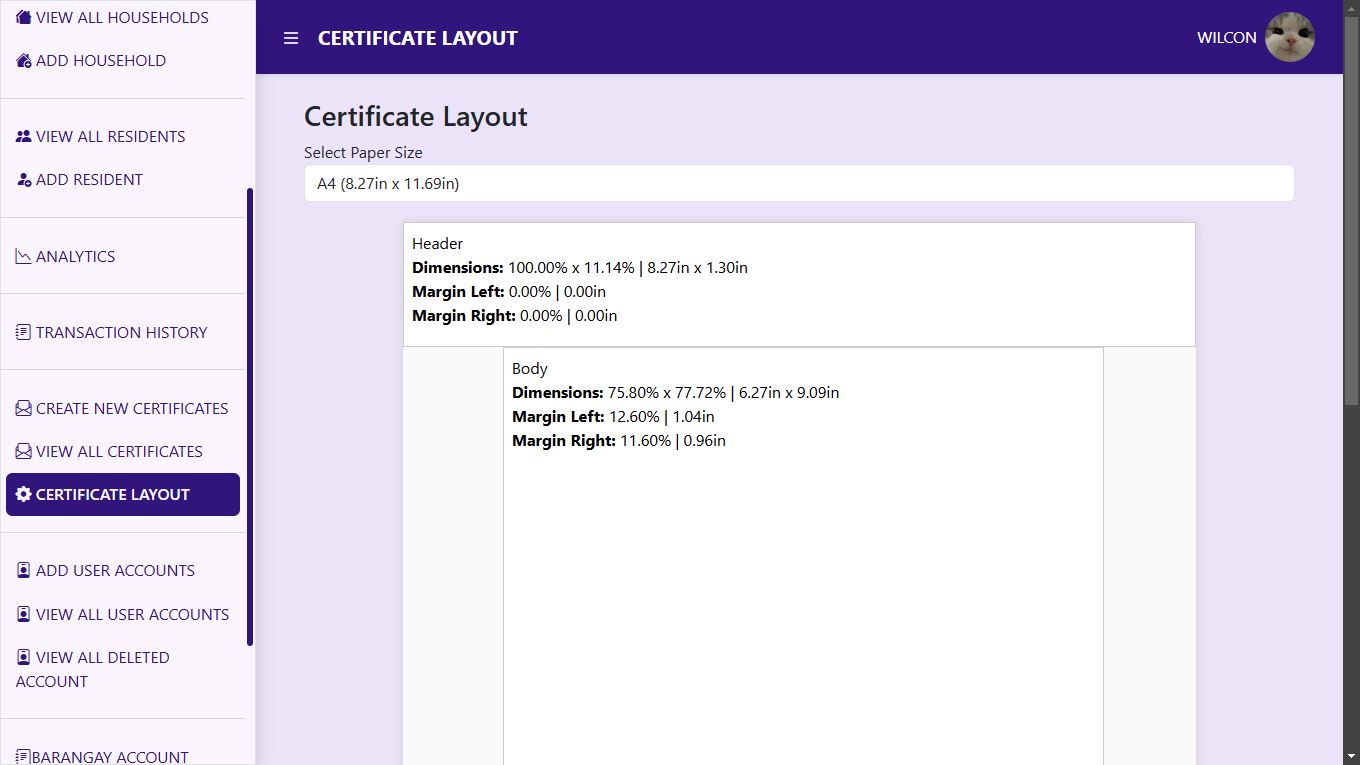 VIEW ALL HOUSEHOLDS
ADD HOUSEHOLD
VIEW ALL RESIDENTS
ADD RESIDENT
ANALYTICS
TRANSACTION HISTORY
CREATE NEW CERTIFICATES
VIEW ALL CERTIFICATES
CERTIFICATE LAYOUT
ADD USER ACCOUNTS
VIEW ALL USER ACCOUNTS
VIEW ALL DELETED
ACCOUNT
BARANGAY ACCOUNT
CERTIFICATE LAYOUT
WILCON
Certificate Layout
Select Paper Size
A4 (8.27in x 11.69in)
Header
Dimensions: 100.00% x 11.14% | 8.27in x 1.30in
Margin Left: 0.00% | 0.00in
Margin Right: 0.00% | 0.00in
Body
Dimensions: 75.80% x 77.72% | 6.27in x 9.09in
Margin Left: 12.60% | 1.04in
Margin Right: 11.60% | 0.96in